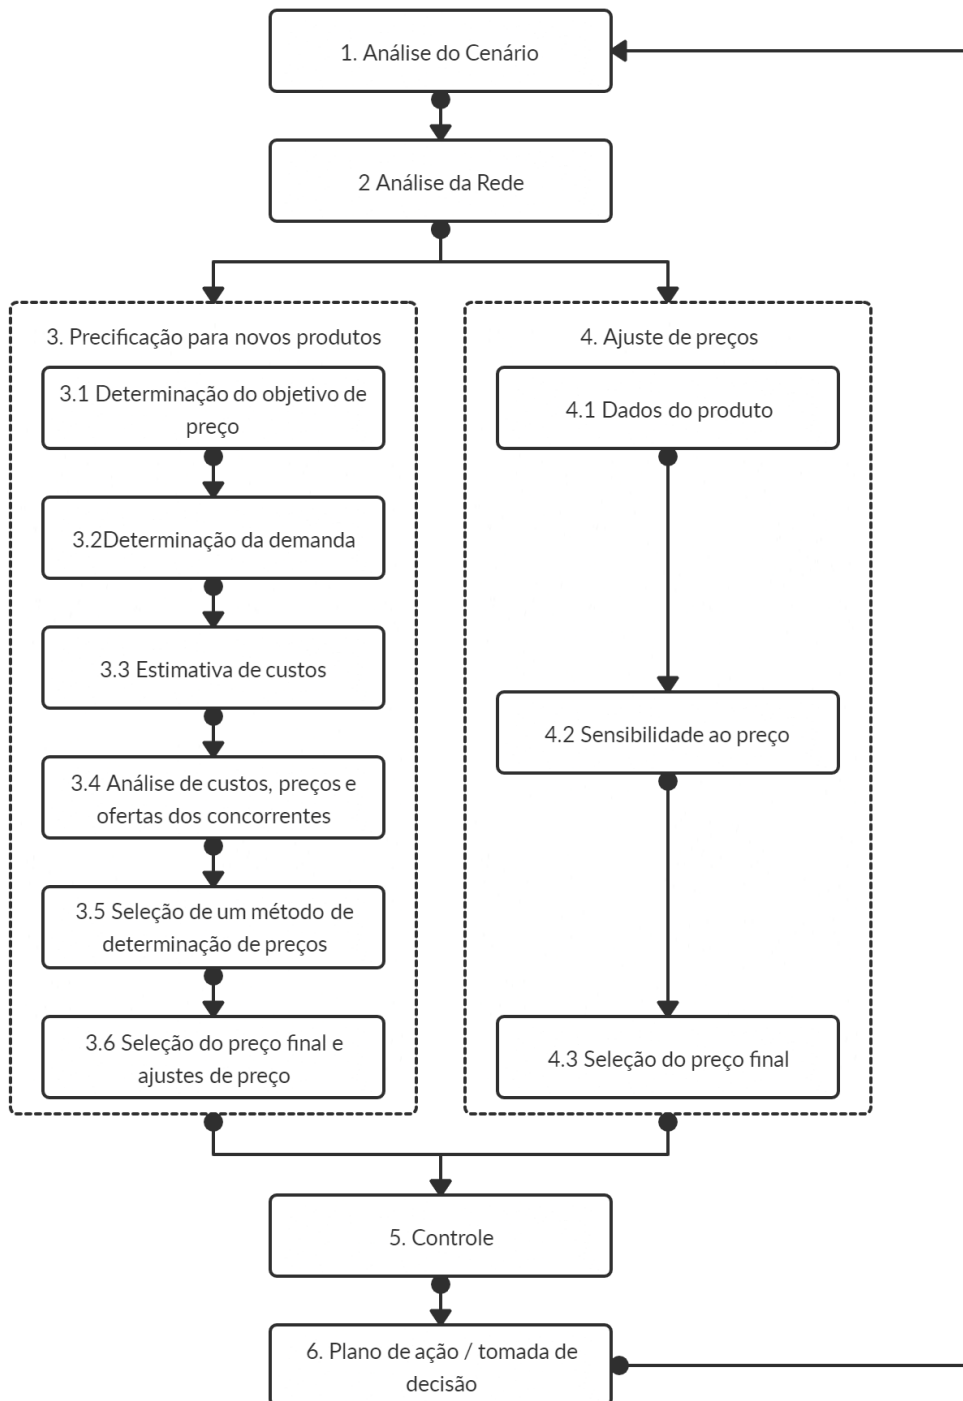 1. Análise do Cenário
2 Análise da Rede
3. Precificação para novos produtos
3.1 Determinação do objetivo de
preço
3.2Determinação da demanda
3.3 Estimativa de custos
3.4 Análise de custos, preços e
ofertas dos concorrentes
3.5 Seleção de um método de
determinação de preços
3.6 Seleção do preço final e
ajustes de preço
4. Ajuste de preços
4.1 Dados do produto
4.2 Sensibilidade ao preço
4.3 Seleção do preço final
5. Controle
6. Plano de ação / tomada de
decisão